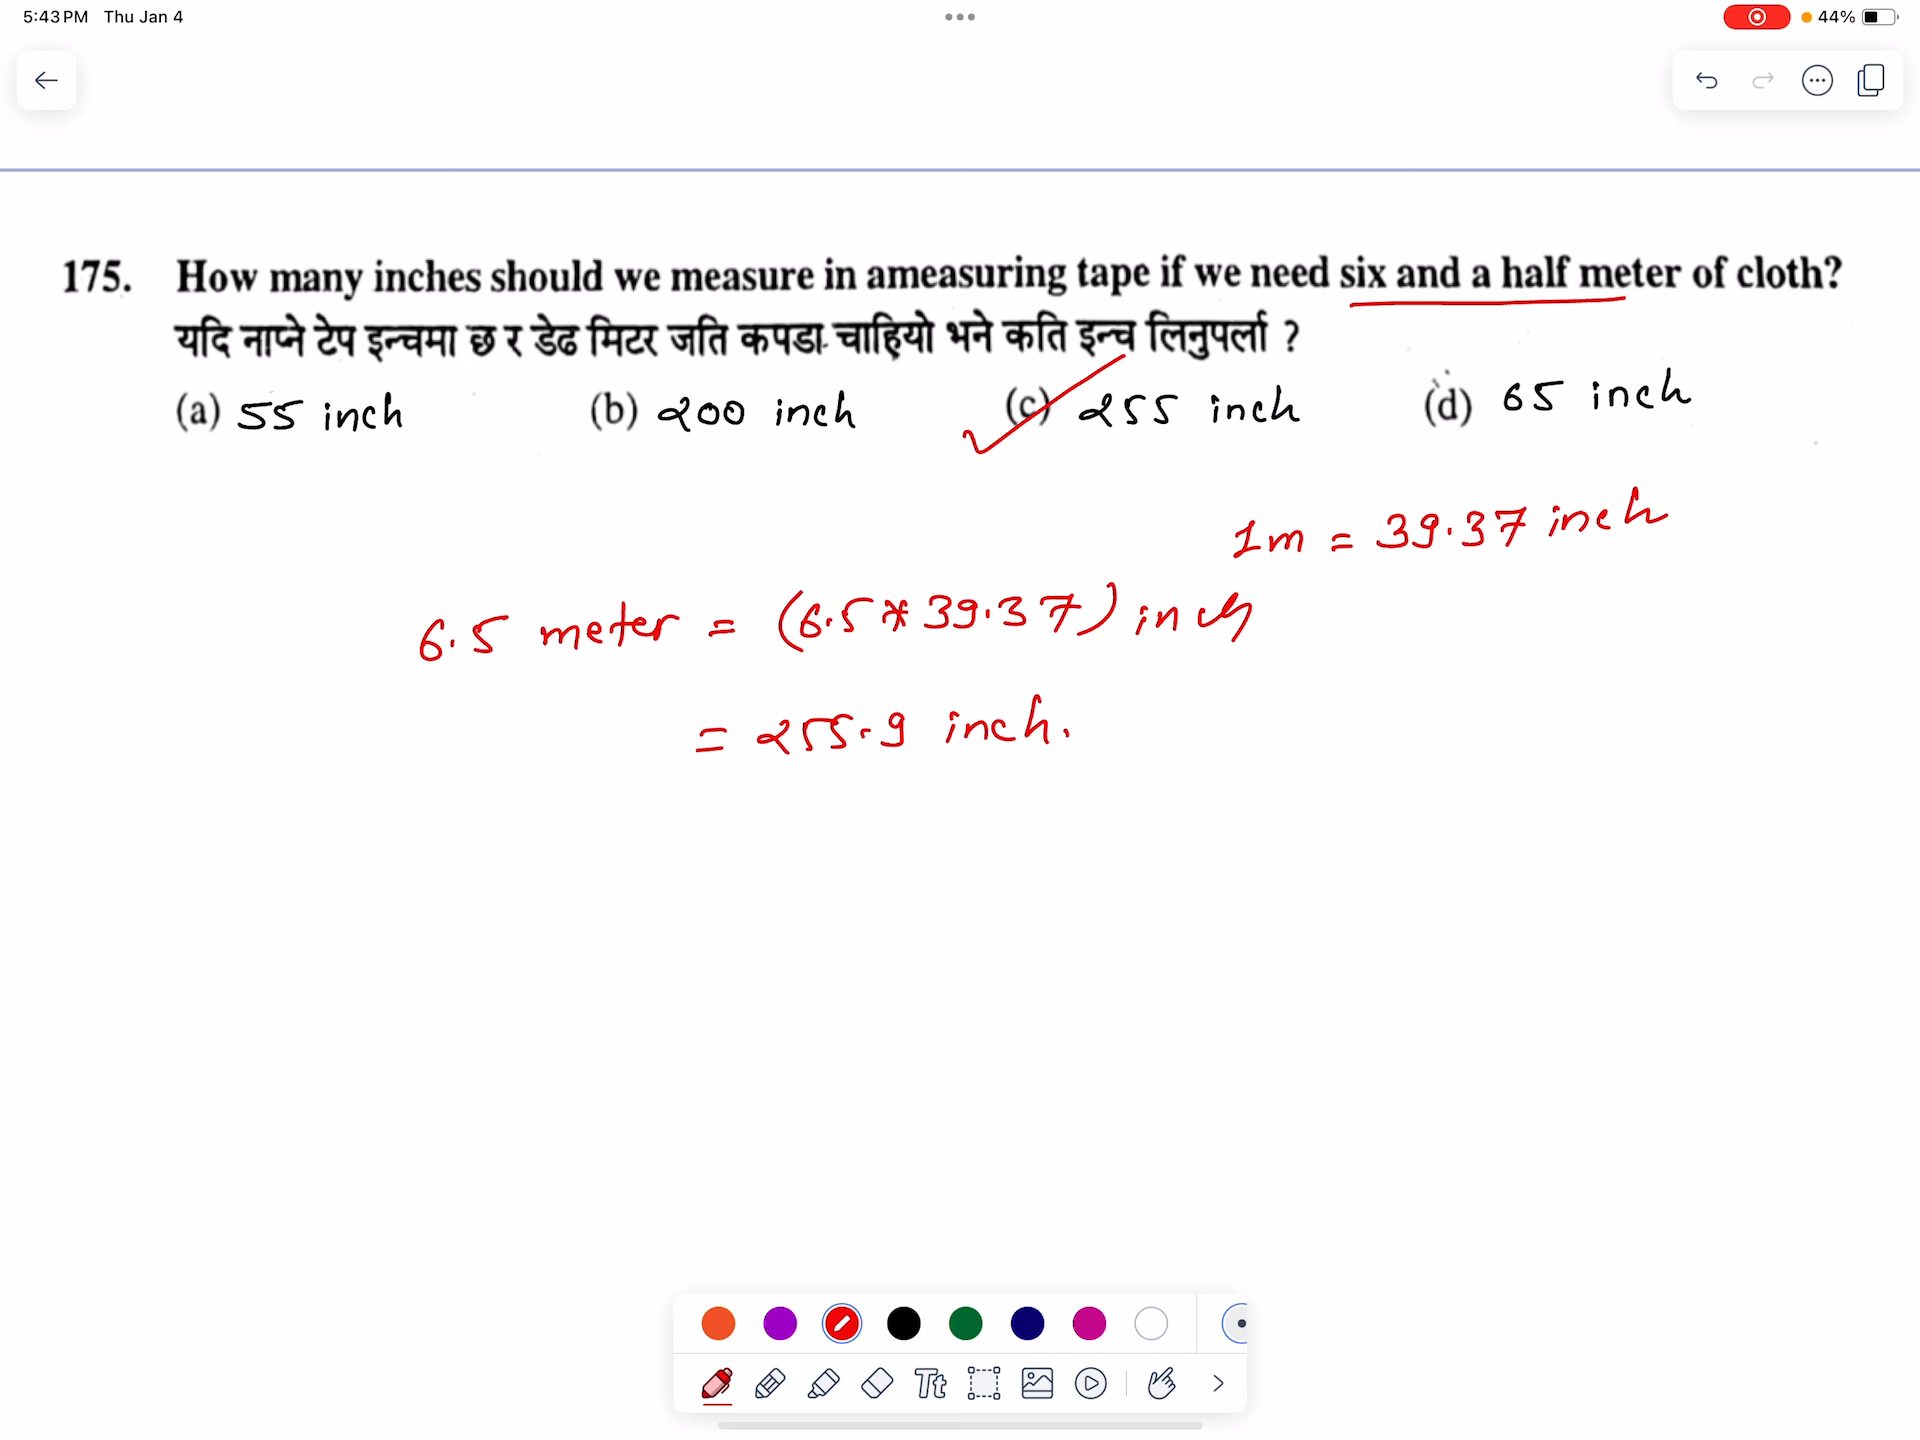 5:43 PM Thu Jan 4
44%
175. How many inches should we measure in ameasuring tape if we need six and a half meter of cloth?
यदि नाप्ने टेप इन्चमा छ र डेढ मिटर जति कपडा चाहियो भने कति इन्च लिनुपर्ला ?
(a) 55 inch (b) 200 inch (c) 255 inch (d) 65 inch
1m = 39.37 inch
6.5 meter = (6.5 * 39.37) inch
= 255.9 inch.
Tt